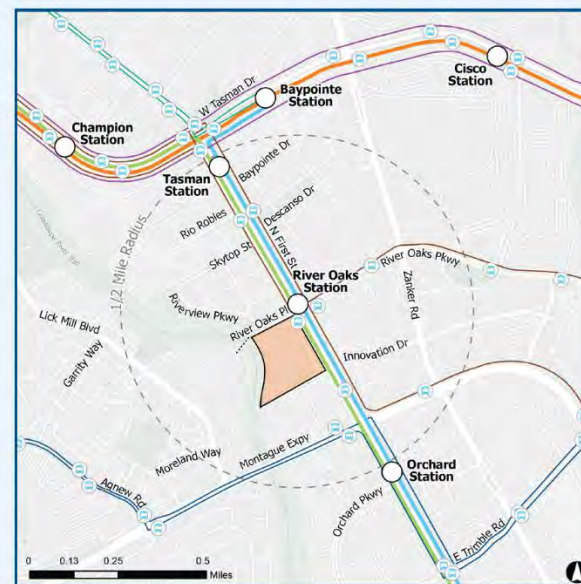 W Tasman Dr
Cisco
Station
Baypointe
Station
Champion
Station
Tasman
Station
Baypointe Dr
Rio Robles
Descanso Dr
N First St
Skytop St
1/2 Mile Radius
River Oaks
Station
River Oaks Pkwy
Zanker Rd
Riverview Pkwy
River Oaks Pl
Lick Mill Blvd
Garrity Way
Innovation Dr
Moreland Way
Montague Expy
Agnew Rd
Orchard Pkwy
Orchard
Station
E Trimble Rd
0 0.13 0.25 0.5
Miles